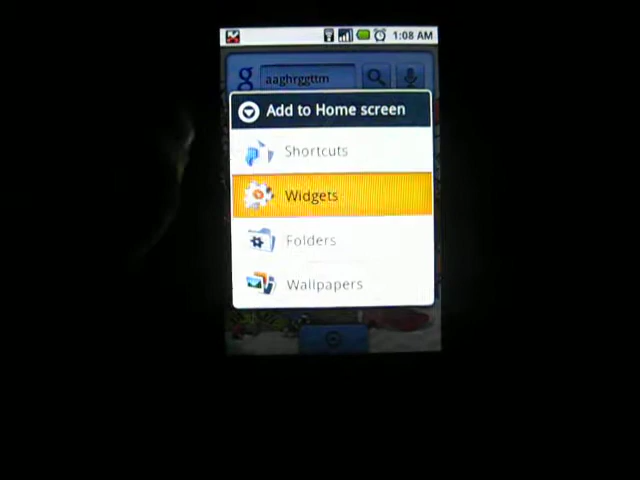 1:08 AM
g aaghrggttm
Add to Home screen
Shortcuts
Widgets
Folders
Wallpapers